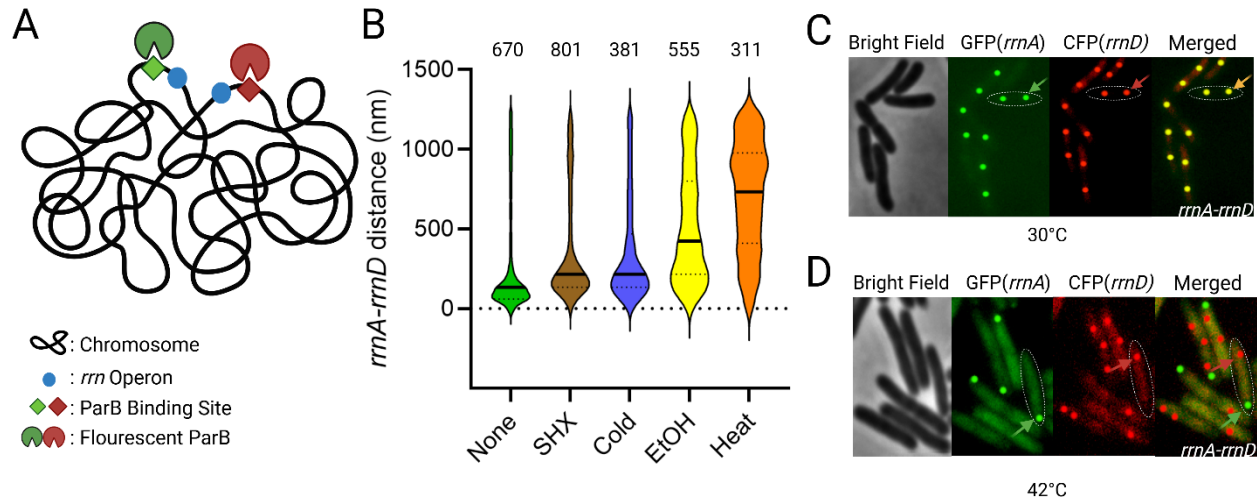 A
: Chromosome
: rrn Operon
: ParB Binding Site
: Flourescent ParB
B
670 801 381 555 311
rrnA-rrnD distance (nm)
1500
1000
500
0
None SHX Cold EtOH Heat
C
Bright Field GFP(rrnA) CFP(rrnD) Merged
rrnA-rrnD
30°C
D
Bright Field GFP(rrnA) CFP(rrnD) Merged
rrnA-rrnD
42°C